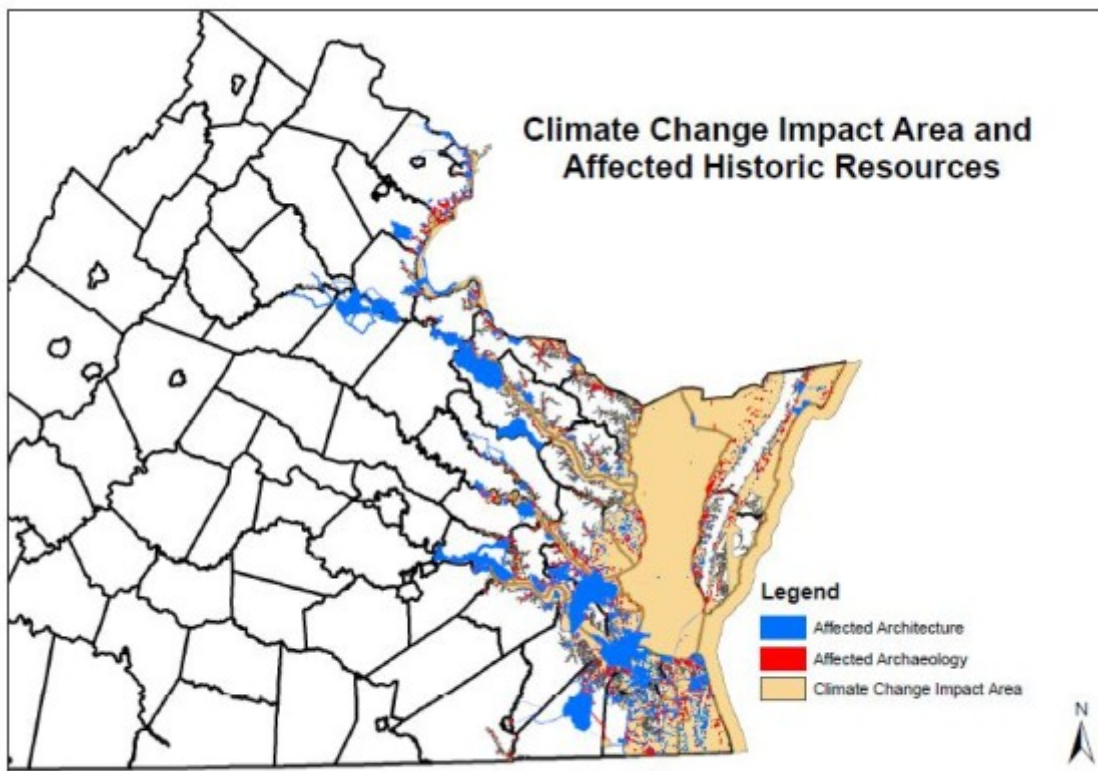 Climate Change Impact Area and
Affected Historic Resources
Legend
Affected Architecture
Affected Archaeology
Climate Change Impact Area
N